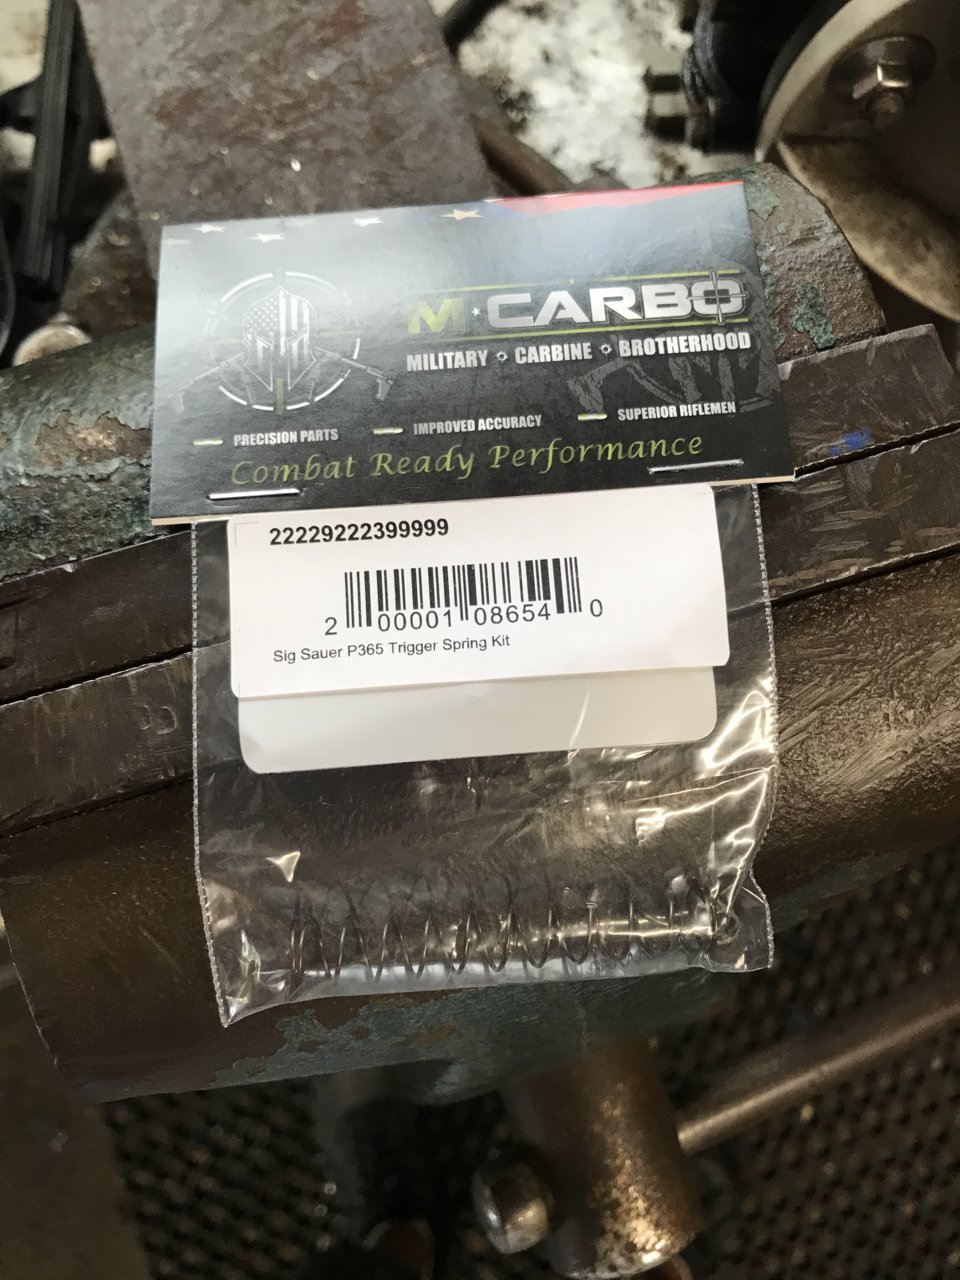 M★CARBO
MILITARY CARBINE BROTHERHOOD
PRECISION PARTS IMPROVED ACCURACY SUPERIOR RIFLEMEN
Combat Ready Performance
22229222399999
2 00001 08654 0
Sig Sauer P365 Trigger Spring Kit